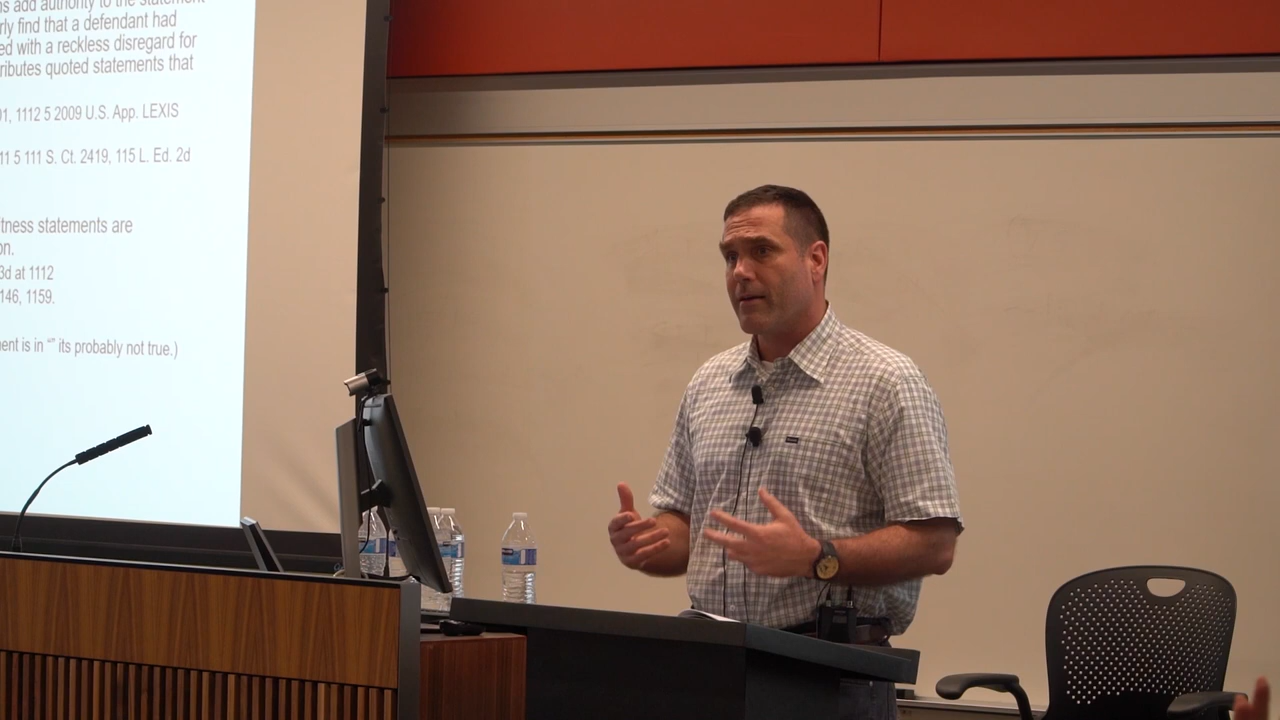 ns add authority to the statement
rly find that a defendant had
ed with a reckless disregard for
ributes quoted statements that
01, 1112 5 2009 U.S. App. LEXIS
11 5 111 S. Ct. 2419, 115 L. Ed. 2d
tness statements are
on.
3d at 1112
146, 1159.
ent is in “” its probably not true.)